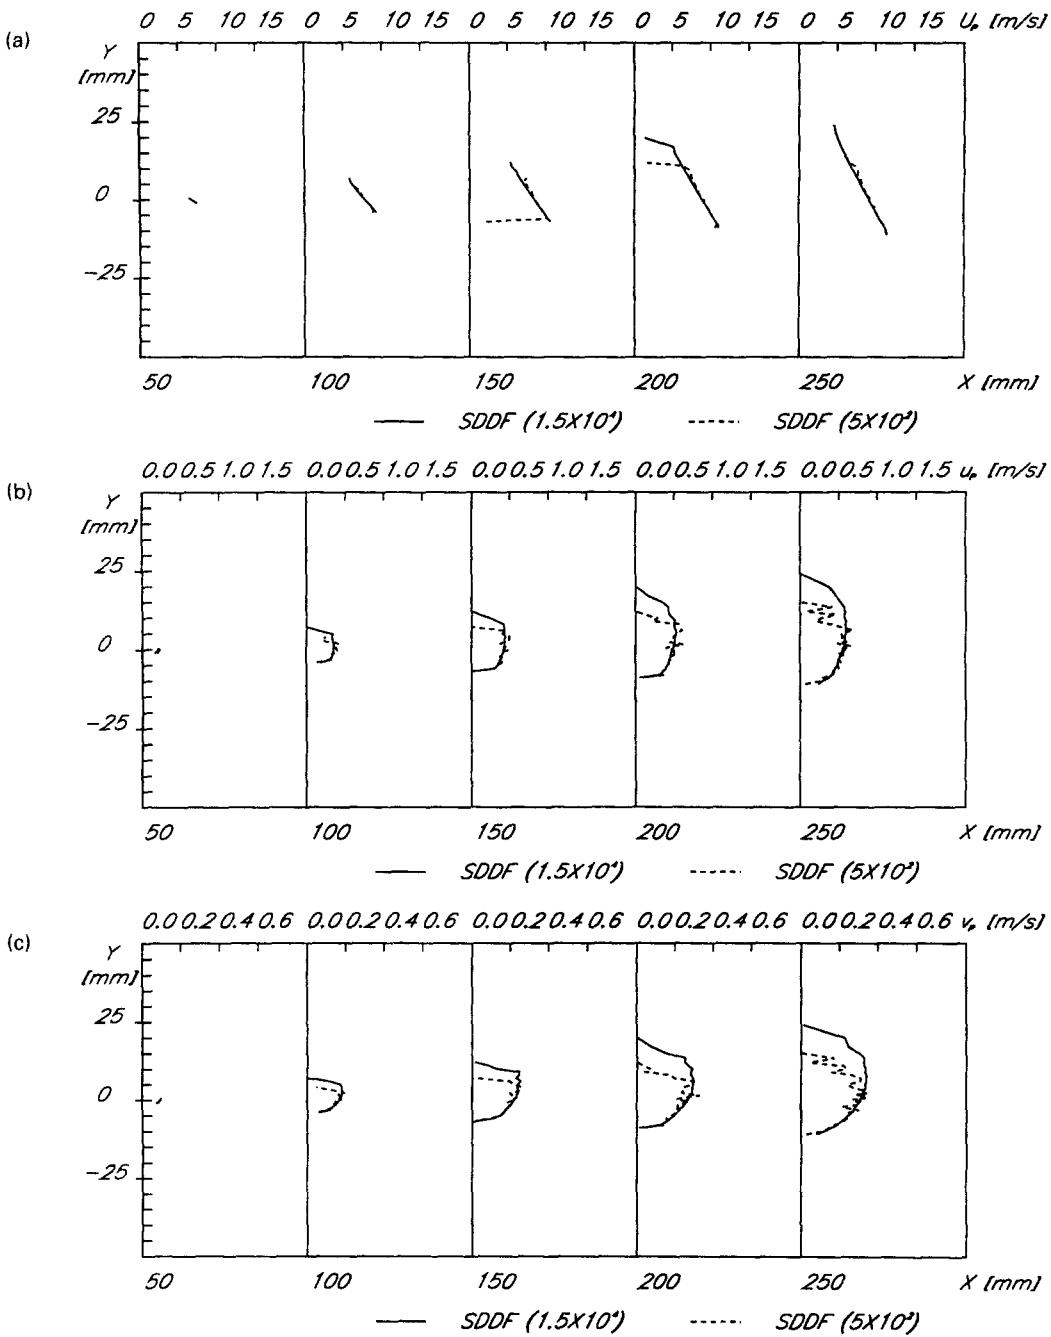 (a)
0 5 10 15 0 5 10 15 0 5 10 15 0 5 10 15 0 5 10 15 Uₚ [m/s]
Y
[mm]
25
0
-25
50 100 150 200 250 X [mm]
SDDF (1.5X10⁴) SDDF (5X10³)
(b)
0.0 0.5 1.0 1.5 0.0 0.5 1.0 1.5 0.0 0.5 1.0 1.5 0.0 0.5 1.0 1.5 0.0 0.5 1.0 1.5 uₚ [m/s]
Y
[mm]
25
0
-25
50 100 150 200 250 X [mm]
SDDF (1.5X10⁴) SDDF (5X10³)
(c)
0.0 0.2 0.4 0.6 0.0 0.2 0.4 0.6 0.0 0.2 0.4 0.6 0.0 0.2 0.4 0.6 0.0 0.2 0.4 0.6 vₚ [m/s]
Y
[mm]
25
0
-25
50 100 150 200 250 X [mm]
SDDF (1.5X10⁴) SDDF (5X10³)